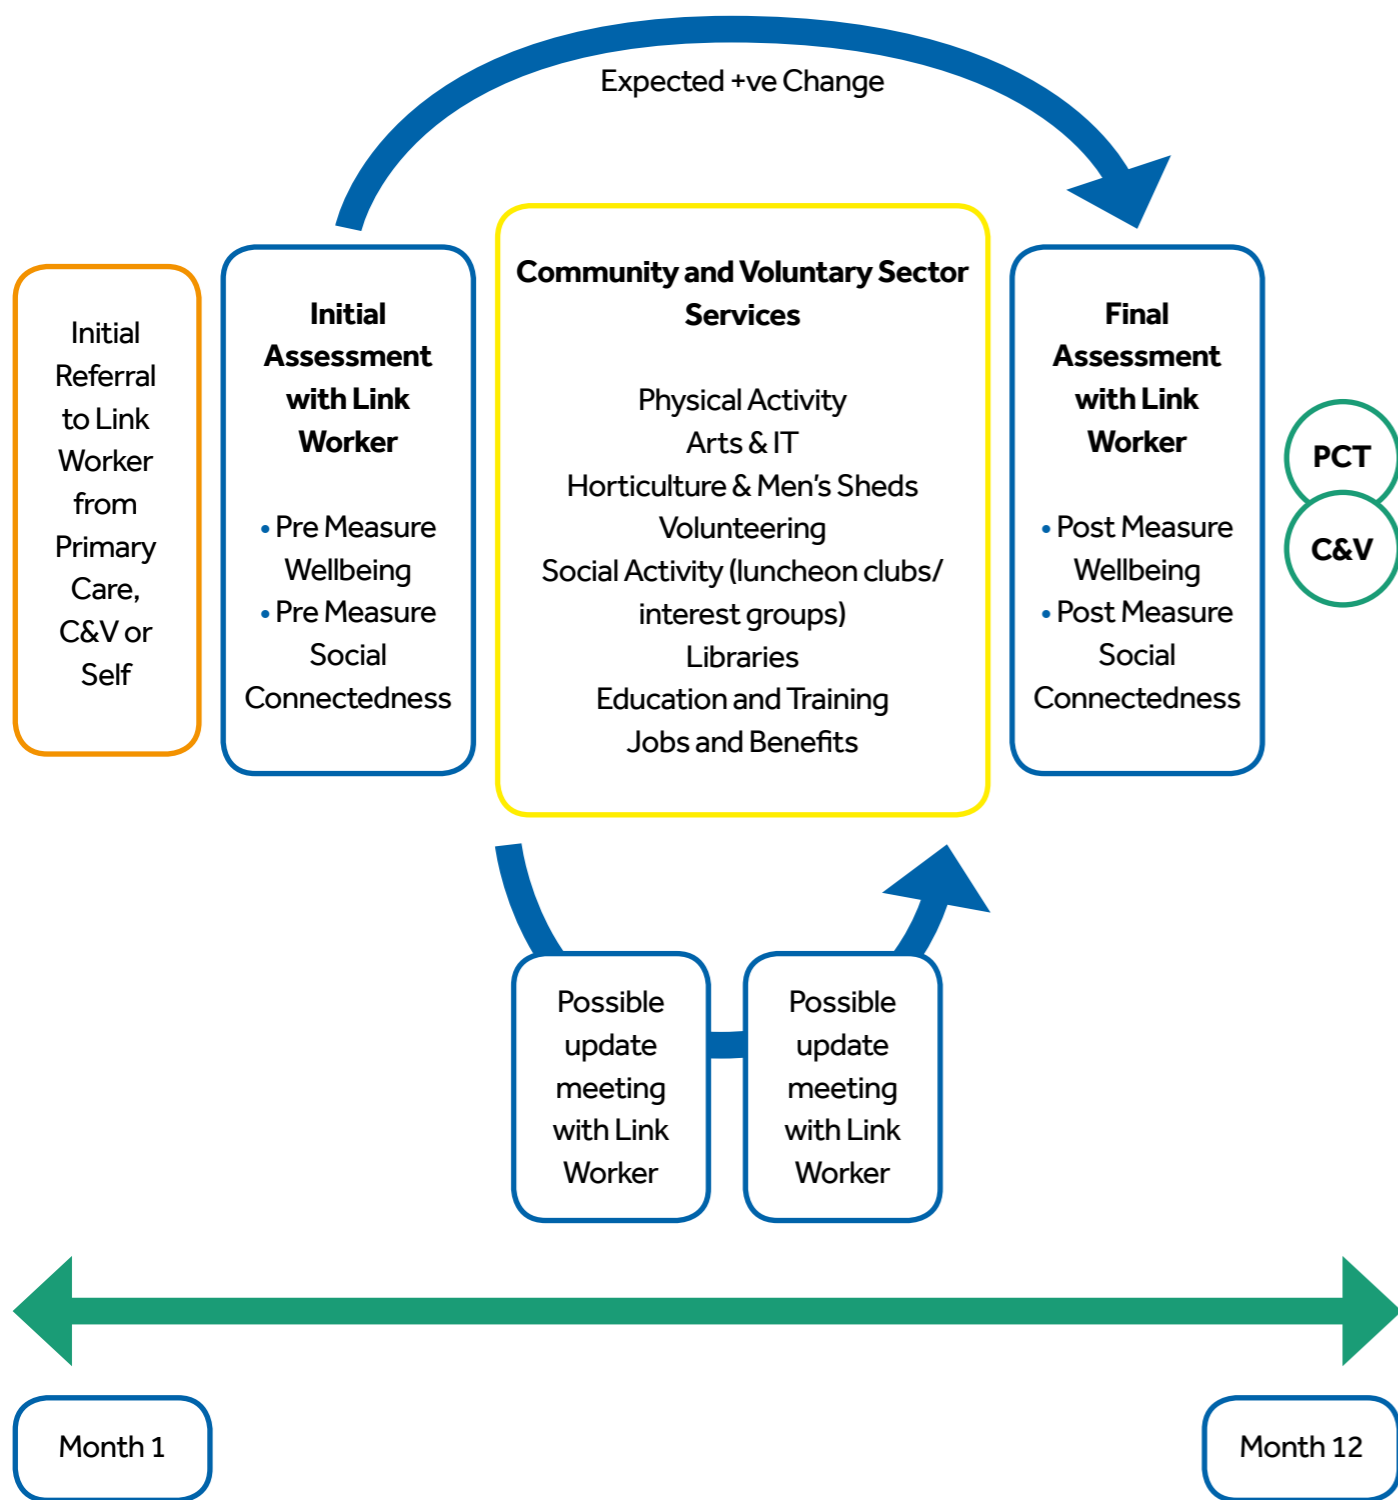 Expected +ve Change
Initial
Referral
to Link
Worker
from
Primary
Care,
C&V or
Self
Initial
Assessment
with Link
Worker
• Pre Measure
Wellbeing
• Pre Measure
Social
Connectedness
Community and Voluntary Sector
Services
Physical Activity
Arts & IT
Horticulture & Men's Sheds
Volunteering
Social Activity (luncheon clubs/
interest groups)
Libraries
Education and Training
Jobs and Benefits
Final
Assessment
with Link
Worker
• Post Measure
Wellbeing
• Post Measure
Social
Connectedness
PCT
C&V
Possible
update
meeting
with Link
Worker
Possible
update
meeting
with Link
Worker
Month 1
Month 12